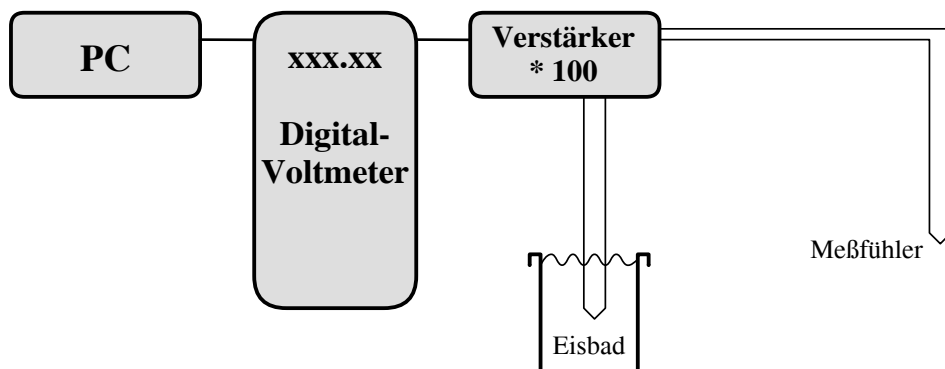 PC
xxx.xx
Digital-
Voltmeter
Verstärker
* 100
Meßfühler
Eisbad